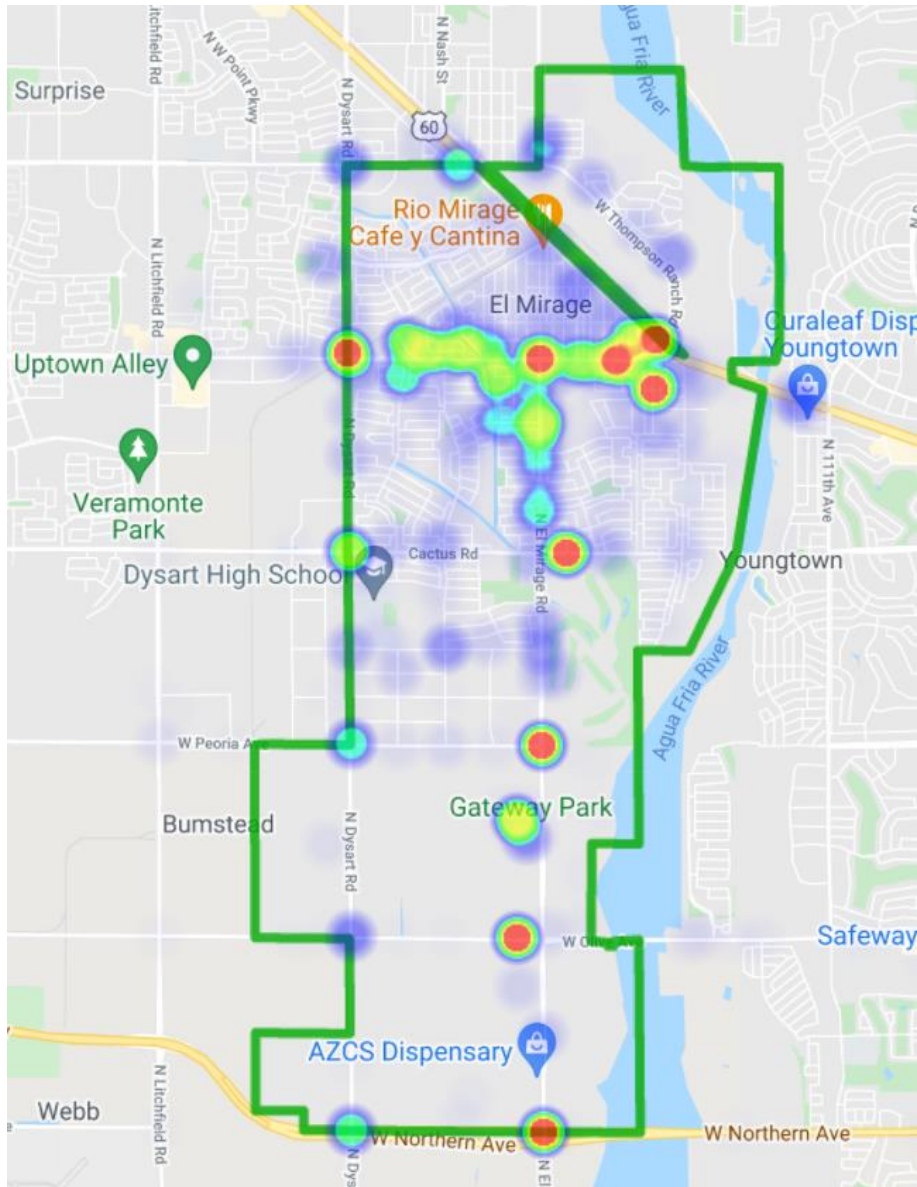 Agua Fria River
N Litchfield Rd
N W Point Pkwy
N Nash St
N Dysart Rd
Surprise
60
Rio Mirage
Cafe y Cantina
W Thompson Ranch Rd
N Litchfield Rd
El Mirage
Curaleaf Disp
Youngtown
Uptown Alley
N Dysart Rd
N 111th Ave
Veramonte
Park
N El Mirage Rd
Cactus Rd
Dysart High School
Youngtown
Agua Fria River
W Peoria Ave
Gateway Park
Bumstead
N Dysart Rd
W Olive Ave
Safeway
AZCS Dispensary
N Litchfield Rd
Webb
W Northern Ave
W Northern Ave
N Dys
N El